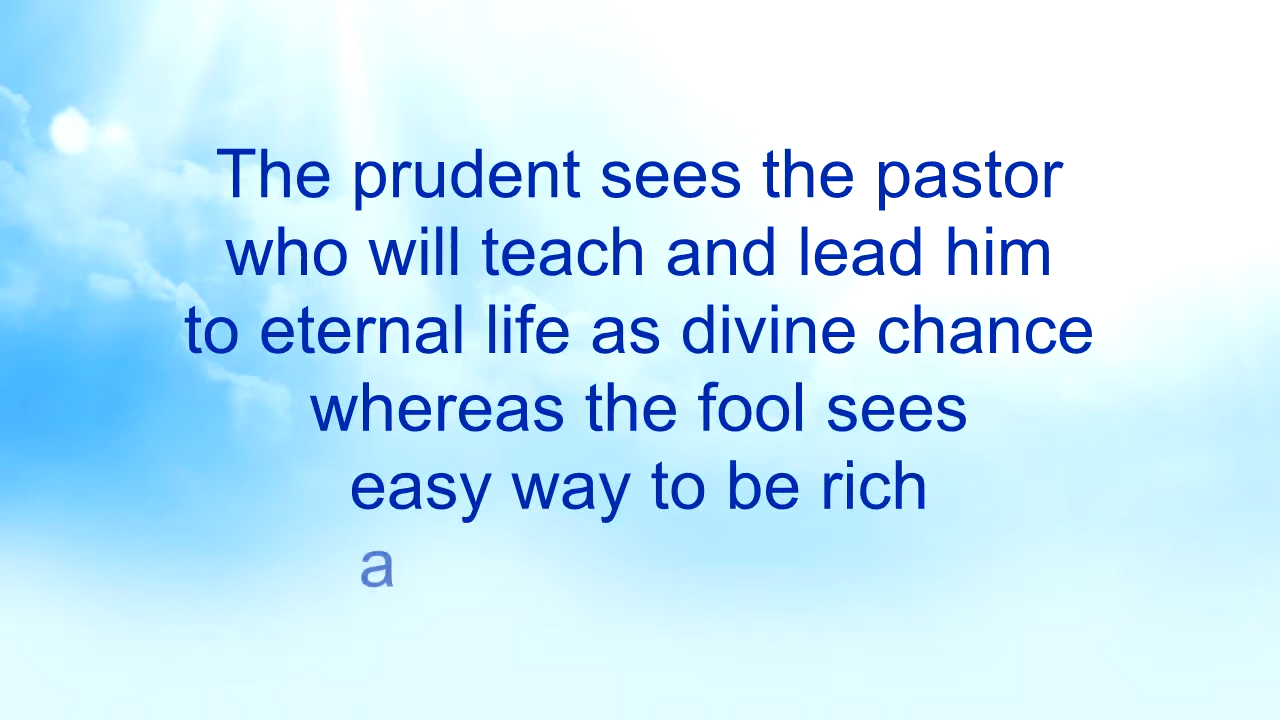 The prudent sees the pastor
who will teach and lead him
to eternal life as divine chance
whereas the fool sees
easy way to be rich
a